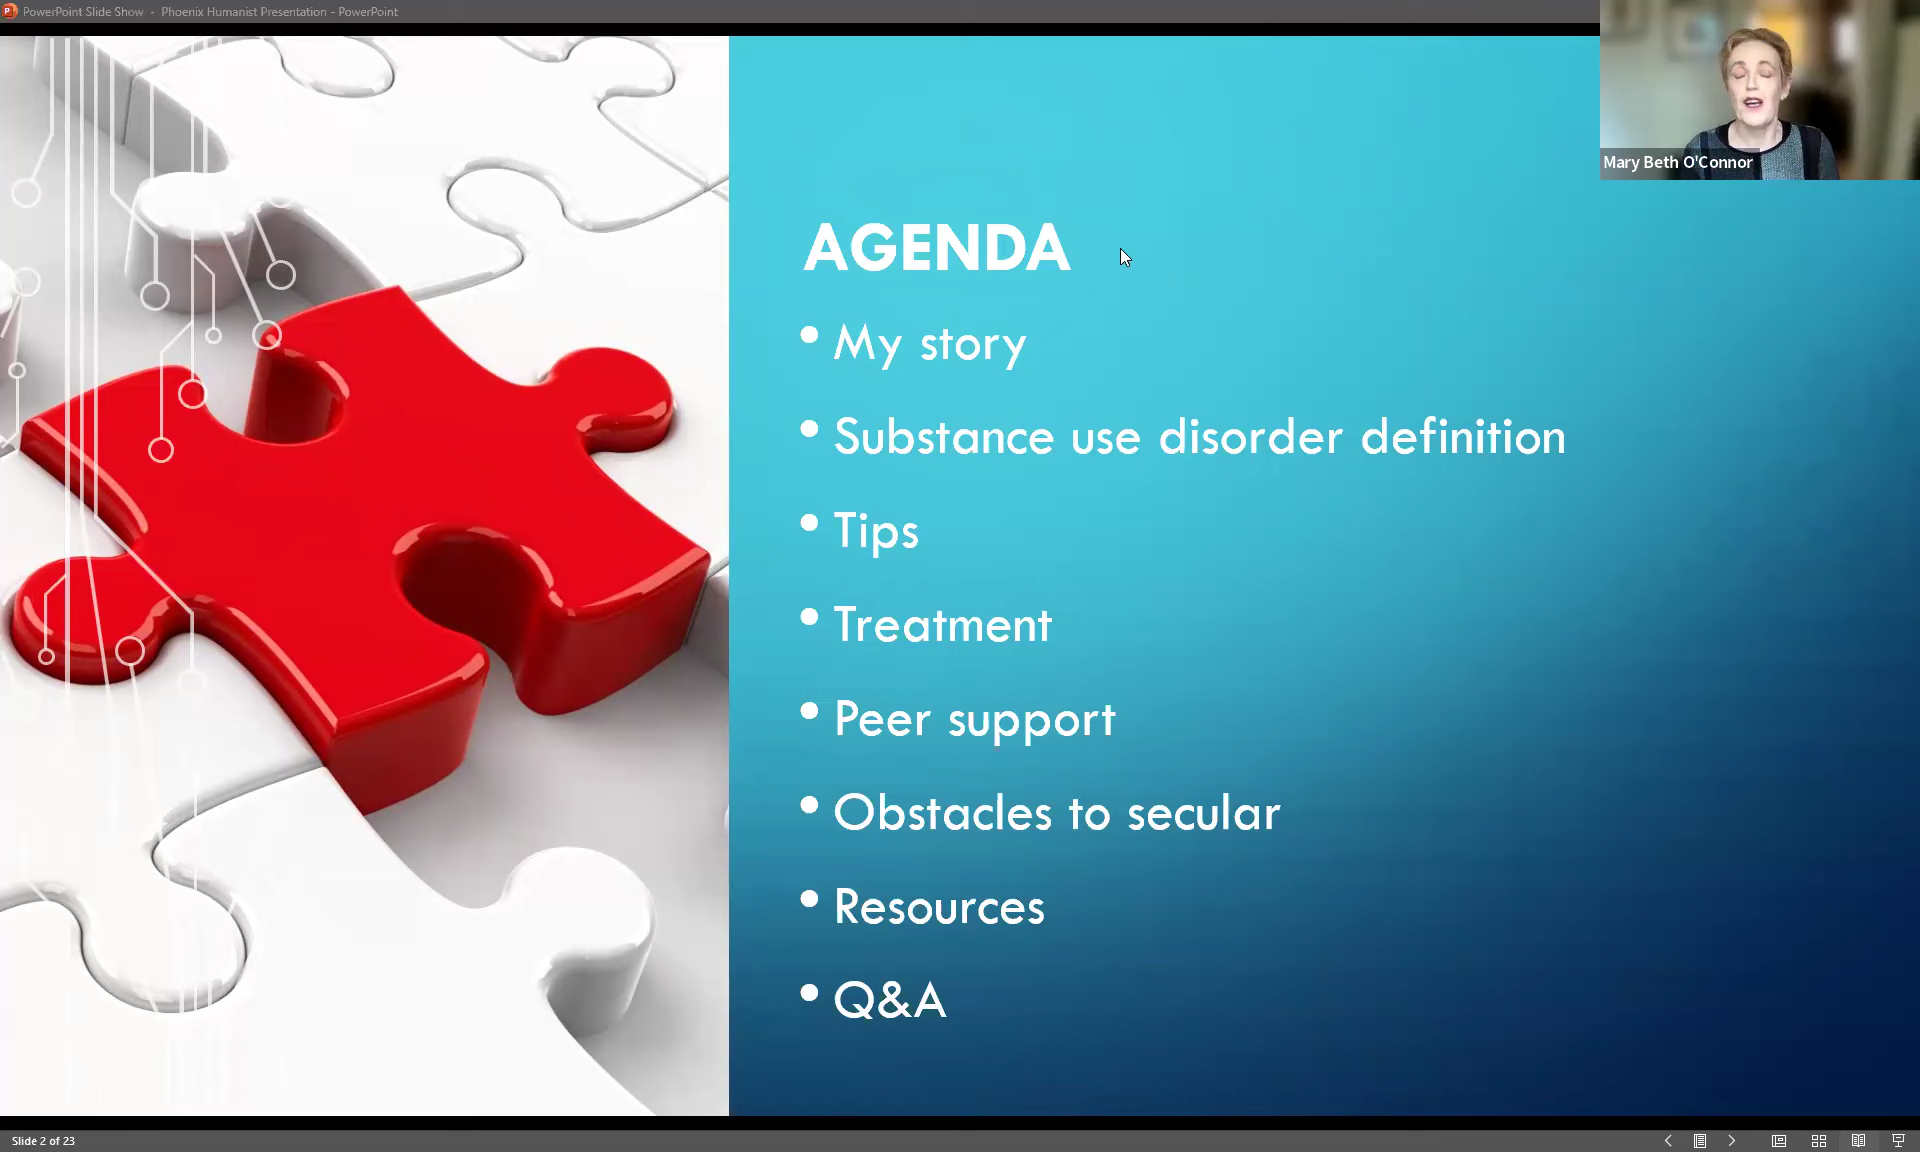 PowerPoint Slide Show - Phoenix Humanist Presentation - PowerPoint
Mary Beth O'Connor
AGENDA
• My story
• Substance use disorder definition
• Tips
• Treatment
• Peer support
• Obstacles to secular
• Resources
• Q&A
Slide 2 of 23